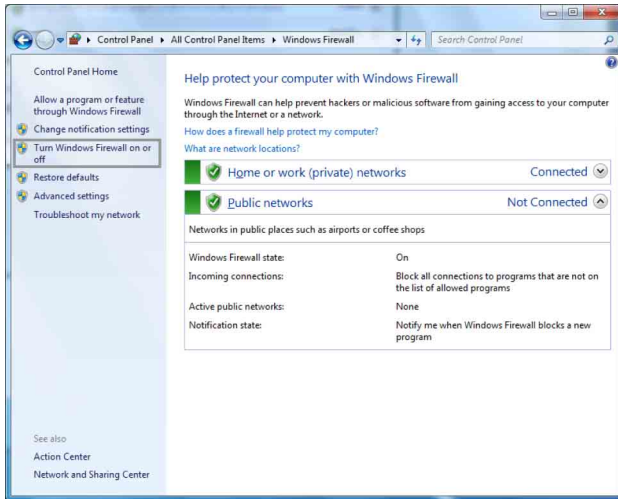 Control Panel ▸ All Control Panel Items ▸ Windows Firewall
Search Control Panel
Control Panel Home
Allow a program or feature
through Windows Firewall
Change notification settings
Turn Windows Firewall on or
off
Restore defaults
Advanced settings
Troubleshoot my network
See also
Action Center
Network and Sharing Center
Help protect your computer with Windows Firewall
Windows Firewall can help prevent hackers or malicious software from gaining access to your computer
through the Internet or a network.
How does a firewall help protect my computer?
What are network locations?
Home or work (private) networks Connected
Public networks Not Connected
Networks in public places such as airports or coffee shops
Windows Firewall state: On
Incoming connections: Block all connections to programs that are not on
the list of allowed programs
Active public networks: None
Notification state: Notify me when Windows Firewall blocks a new
program